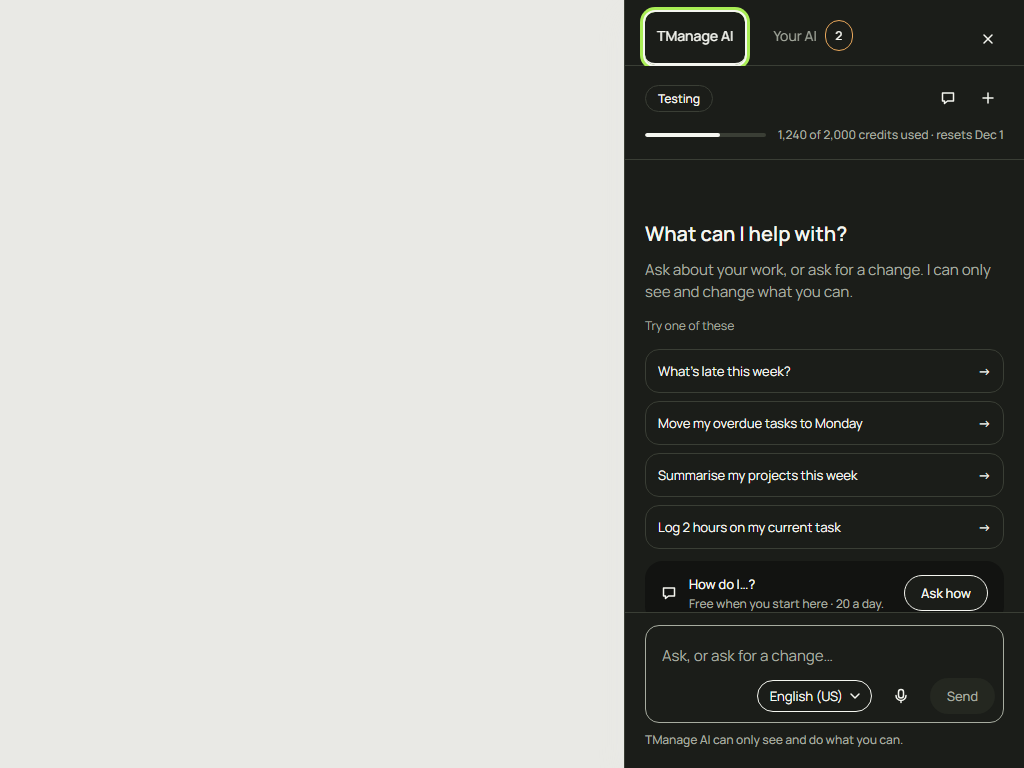 TManage AI
Your AI 2
Testing
1,240 of 2,000 credits used · resets Dec 1
What can I help with?
Ask about your work, or ask for a change. I can only
see and change what you can.
Try one of these
What's late this week? →
Move my overdue tasks to Monday →
Summarise my projects this week →
Log 2 hours on my current task →
How do I…?
Free when you start here · 20 a day.
Ask how
Ask, or ask for a change…
English (US)
Send
TManage AI can only see and do what you can.